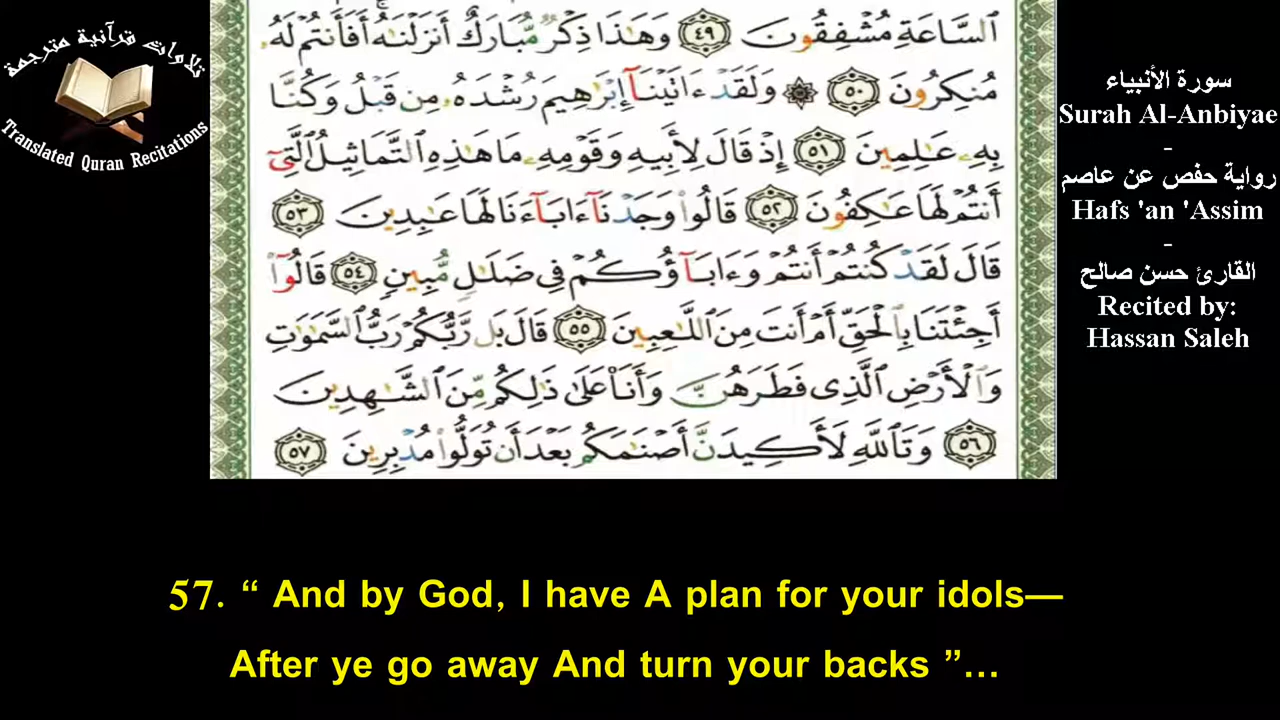 تلاوات قرآنية مترجمة
Translated Quran Recitations
ٱلسَّاعَةِ مُشْفِقُونَ ٤٩ وَهَٰذَا ذِكْرٌ مُّبَارَكٌ أَنزَلْنَٰهُ أَفَأَنتُمْ لَهُۥ
مُنكِرُونَ ٥٠ ۞ وَلَقَدْ ءَاتَيْنَآ إِبْرَٰهِيمَ رُشْدَهُۥ مِن قَبْلُ وَكُنَّا
بِهِۦ عَٰلِمِينَ ٥١ إِذْ قَالَ لِأَبِيهِ وَقَوْمِهِۦ مَا هَٰذِهِ ٱلتَّمَاثِيلُ ٱلَّتِىٓ
أَنتُمْ لَهَا عَٰكِفُونَ ٥٢ قَالُوا۟ وَجَدْنَآ ءَابَآءَنَا لَهَا عَٰبِدِينَ ٥٣
قَالَ لَقَدْ كُنتُمْ أَنتُمْ وَءَابَآؤُكُمْ فِى ضَلَٰلٍ مُّبِينٍ ٥٤ قَالُوٓا۟
أَجِئْتَنَا بِٱلْحَقِّ أَمْ أَنتَ مِنَ ٱللَّٰعِبِينَ ٥٥ قَالَ بَل رَّبُّكُمْ رَبُّ ٱلسَّمَٰوَٰتِ
وَٱلْأَرْضِ ٱلَّذِى فَطَرَهُنَّ وَأَنَا۠ عَلَىٰ ذَٰلِكُم مِّنَ ٱلشَّٰهِدِينَ
٥٦ وَتَٱللَّهِ لَأَكِيدَنَّ أَصْنَٰمَكُم بَعْدَ أَن تُوَلُّوا۟ مُدْبِرِينَ ٥٧
سورة الأنبياء
Surah Al-Anbiyae
-
رواية حفص عن عاصم
Hafs 'an 'Assim
-
القارئ حسن صالح
Recited by:
Hassan Saleh
57. “ And by God, I have A plan for your idols—
After ye go away And turn your backs ”…